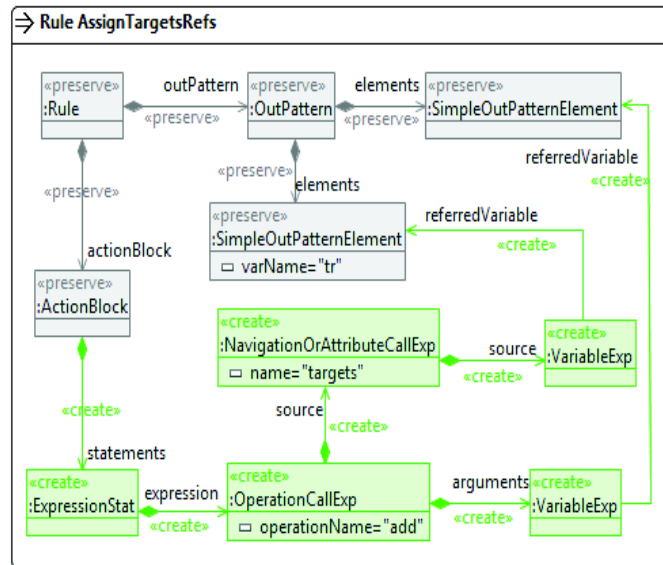 Rule AssignTargetsRefs
«preserve»
:Rule
outPattern
«preserve»
«preserve»
:OutPattern
elements
«preserve»
«preserve»
:SimpleOutPatternElement
«preserve»
actionBlock
«preserve»
elements
referredVariable
«create»
«preserve»
:SimpleOutPatternElement
varName="tr"
referredVariable
«create»
«preserve»
:ActionBlock
«create»
:NavigationOrAttributeCallExp
name="targets"
source
«create»
«create»
:VariableExp
«create»
statements
source
«create»
«create»
:ExpressionStat
expression
«create»
«create»
:OperationCallExp
operationName="add"
arguments
«create»
«create»
:VariableExp